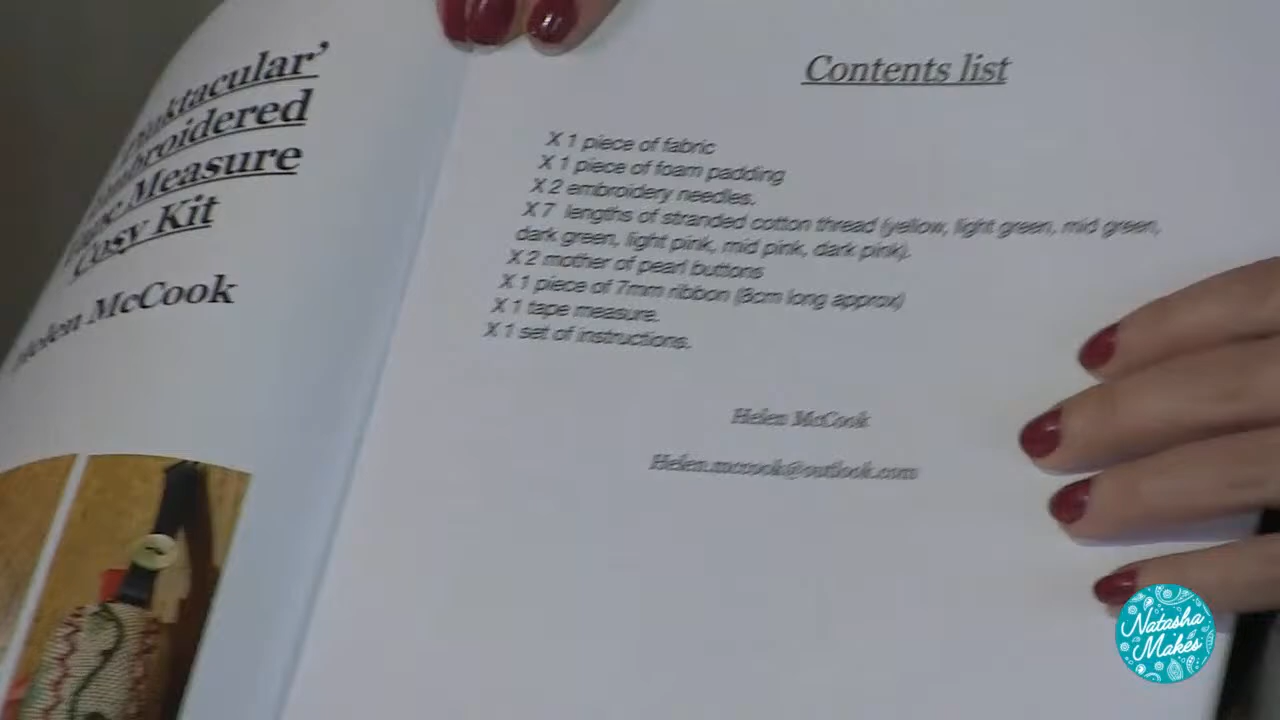 Embroidered
Tape Measure
Cosy Kit
Helen McCook
Contents list
X 1 piece of fabric
X 1 piece of foam padding
X 2 embroidery needles.
X 7 lengths of stranded cotton thread (yellow, light green, mid green,
dark green, light pink, mid pink, dark pink).
X 2 mother of pearl buttons
X 1 piece of 7mm ribbon (8cm long approx)
X 1 tape measure.
X 1 set of instructions.
Helen McCook
Helen.mccook@outlook.com
Natasha
Makes